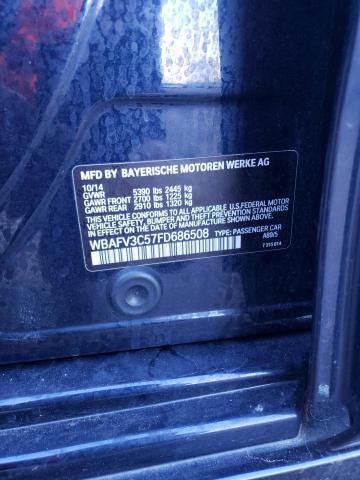 MFD BY BAYERISCHE MOTOREN WERKE AG
10/14
GVWR 5390 lbs 2445 kg
GAWR FRONT 2700 lbs 1225 kg
GAWR REAR 2910 lbs 1320 kg
THIS VEHICLE CONFORMS TO ALL APPLICABLE
U.S. FEDERAL MOTOR VEHICLE SAFETY, BUMPER,
AND THEFT PREVENTION STANDARDS IN EFFECT
ON THE DATE OF MANUFACTURE SHOWN ABOVE.
WBAFV3C57FD686508 TYPE: PASSENGER CAR
A89/5